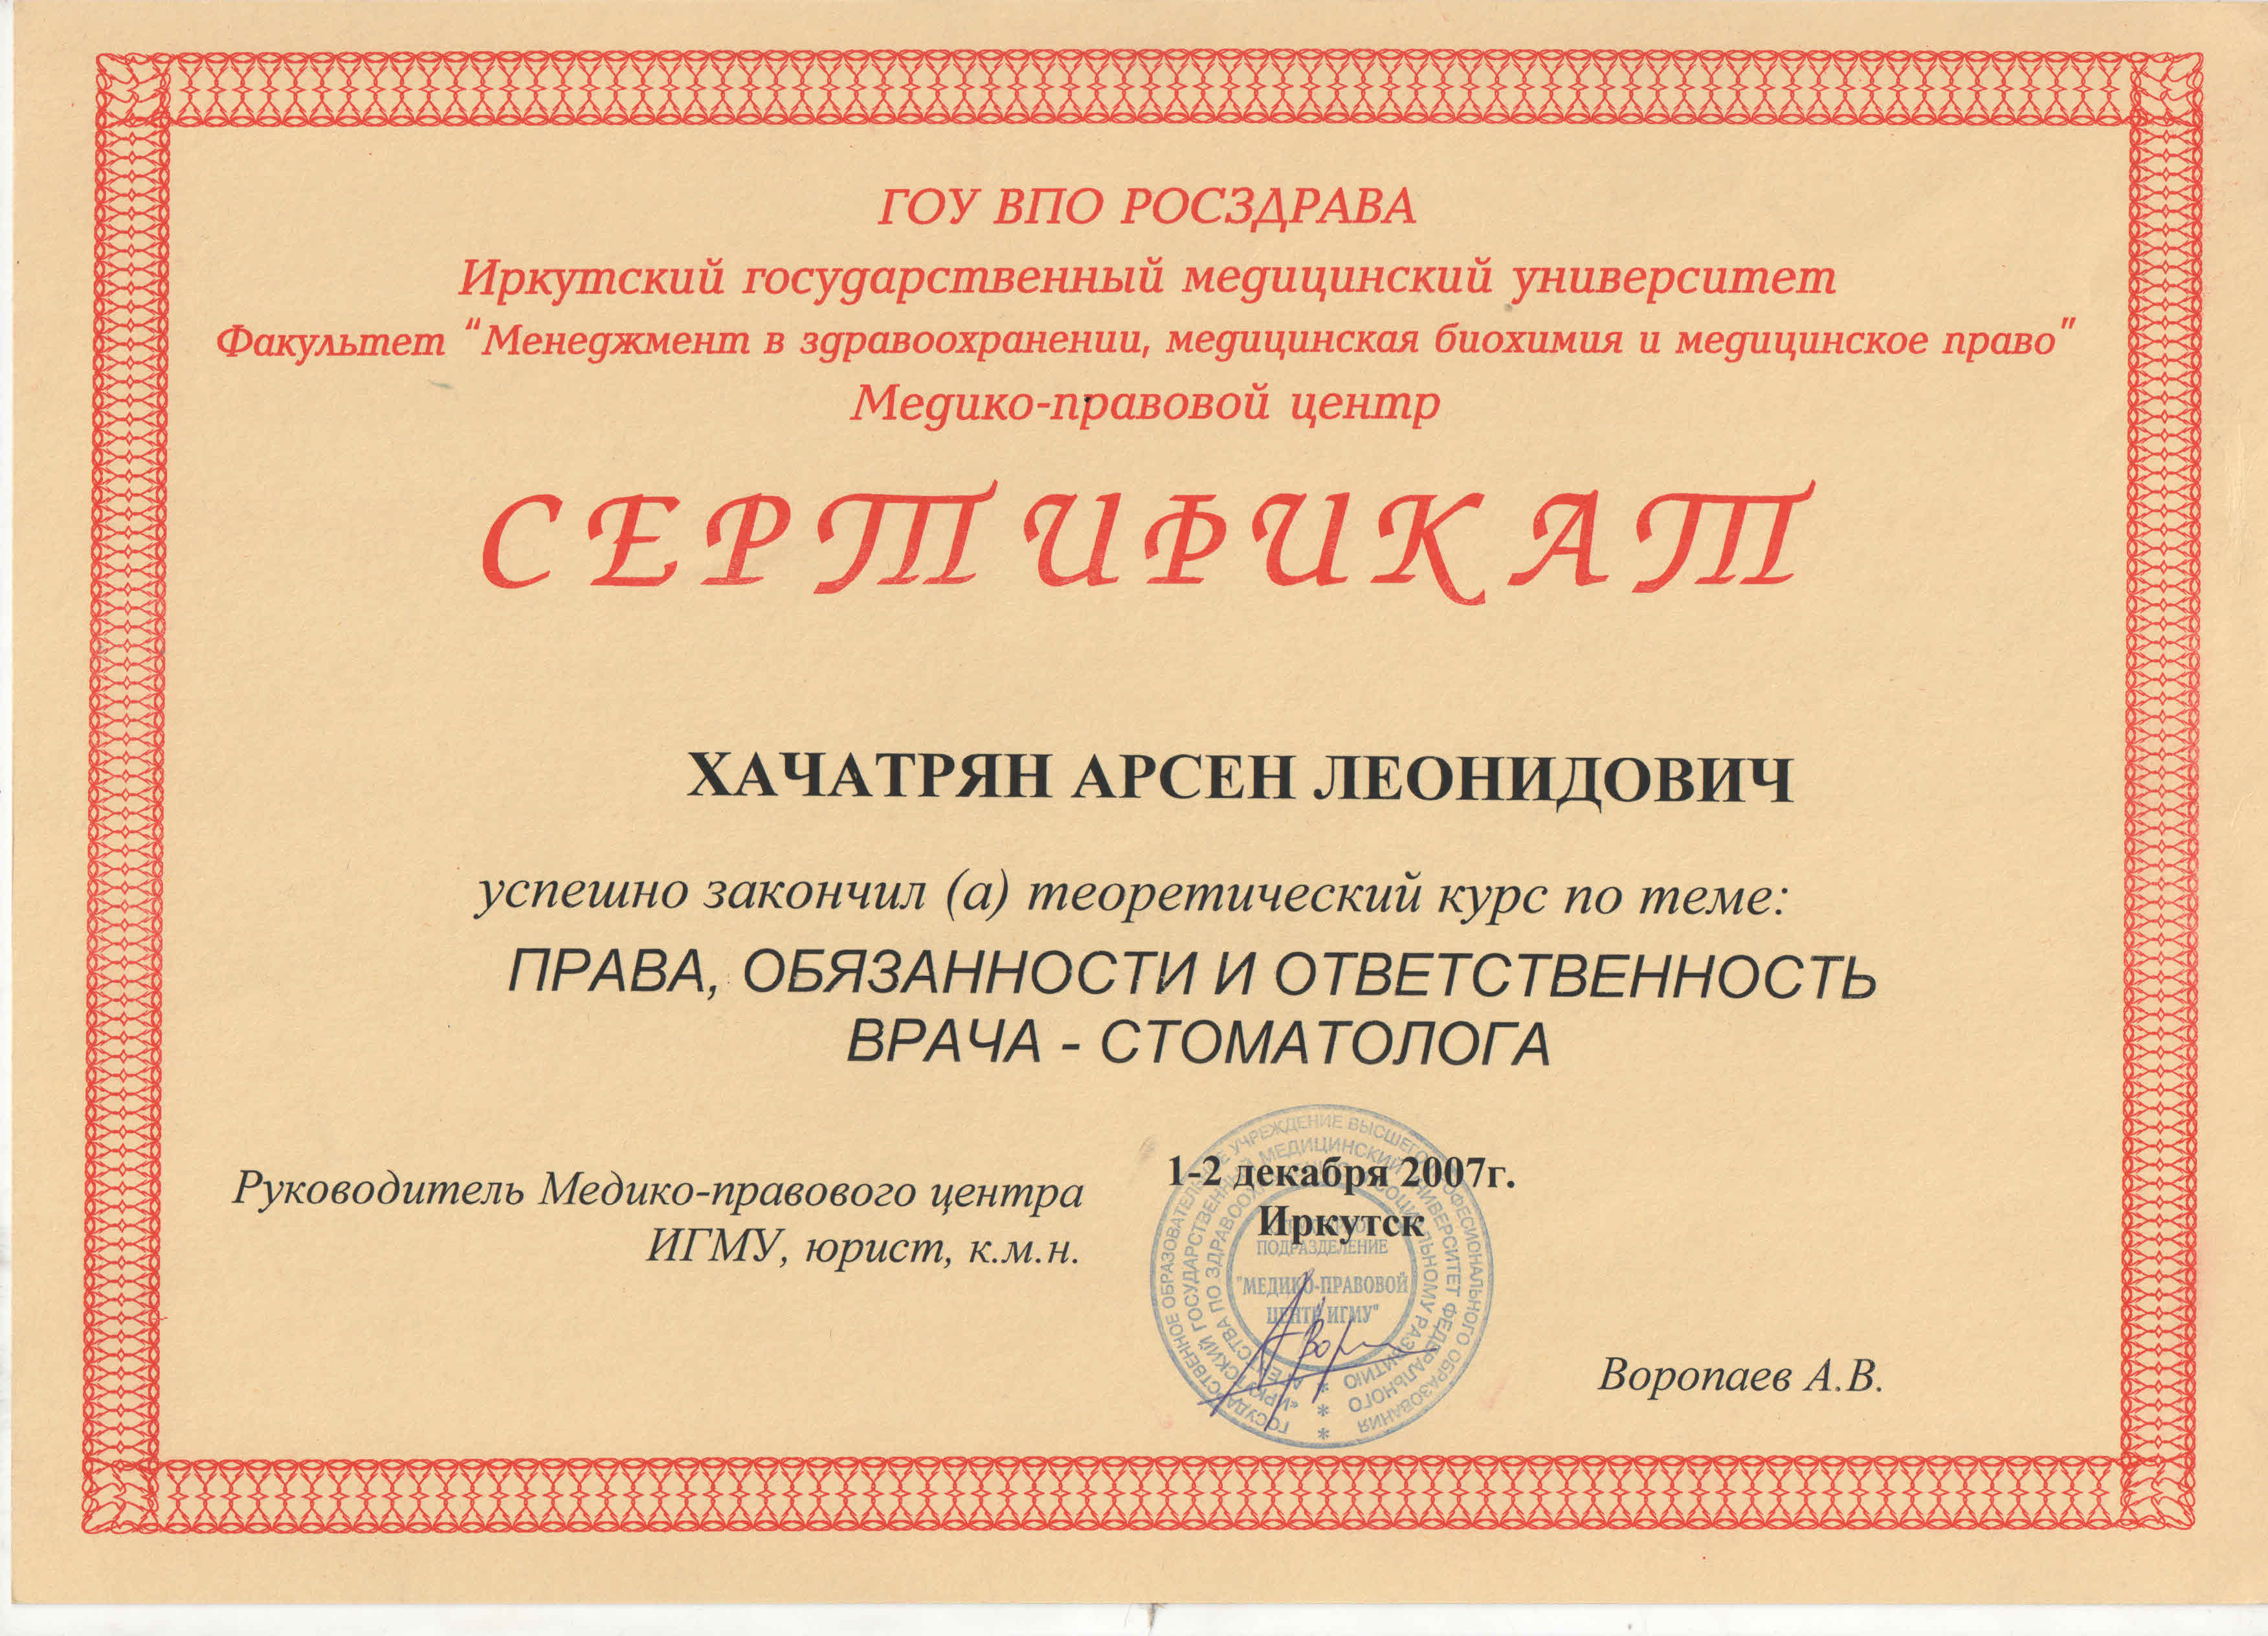 ГОУ ВПО РОСЗДРАВА
Иркутский государственный медицинский университет
Факультет "Менеджмент в здравоохранении, медицинская биохимия и медицинское право"
Медико-правовой центр
СЕРТИФИКАТ
ХАЧАТРЯН АРСЕН ЛЕОНИДОВИЧ
успешно закончил (а) теоретический курс по теме:
ПРАВА, ОБЯЗАННОСТИ И ОТВЕТСТВЕННОСТЬ
ВРАЧА - СТОМАТОЛОГА
1-2 декабря 2007г.
Иркутск
Руководитель Медико-правового центра
ИГМУ, юрист, к.м.н.
ПОДРАЗДЕЛЕНИЕ
"МЕДИКО-ПРАВОВОЙ
ЦЕНТР ИГМУ"
Воропаев А.В.